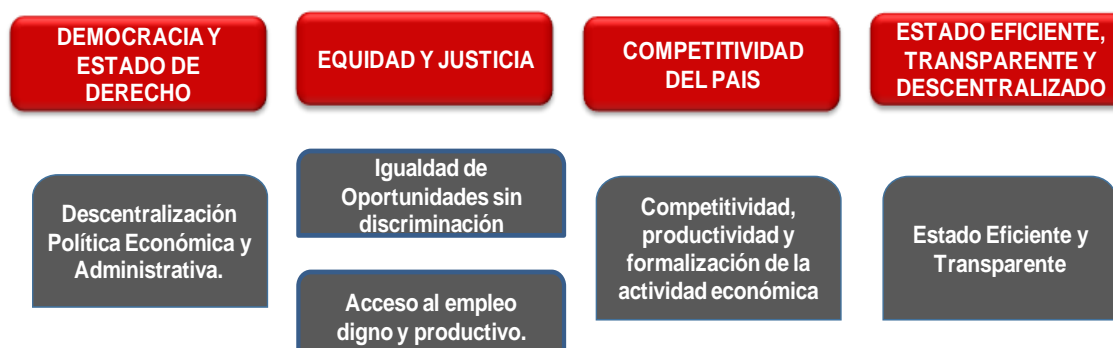 DEMOCRACIA Y
ESTADO DE
DERECHO
EQUIDAD Y JUSTICIA
COMPETITIVIDAD
DEL PAIS
ESTADO EFICIENTE,
TRANSPARENTE Y
DESCENTRALIZADO
Descentralización
Política Económica y
Administrativa.
Igualdad de
Oportunidades sin
discriminación
Acceso al empleo
digno y productivo.
Competitividad,
productividad y
formalización de la
actividad económica
Estado Eficiente y
Transparente